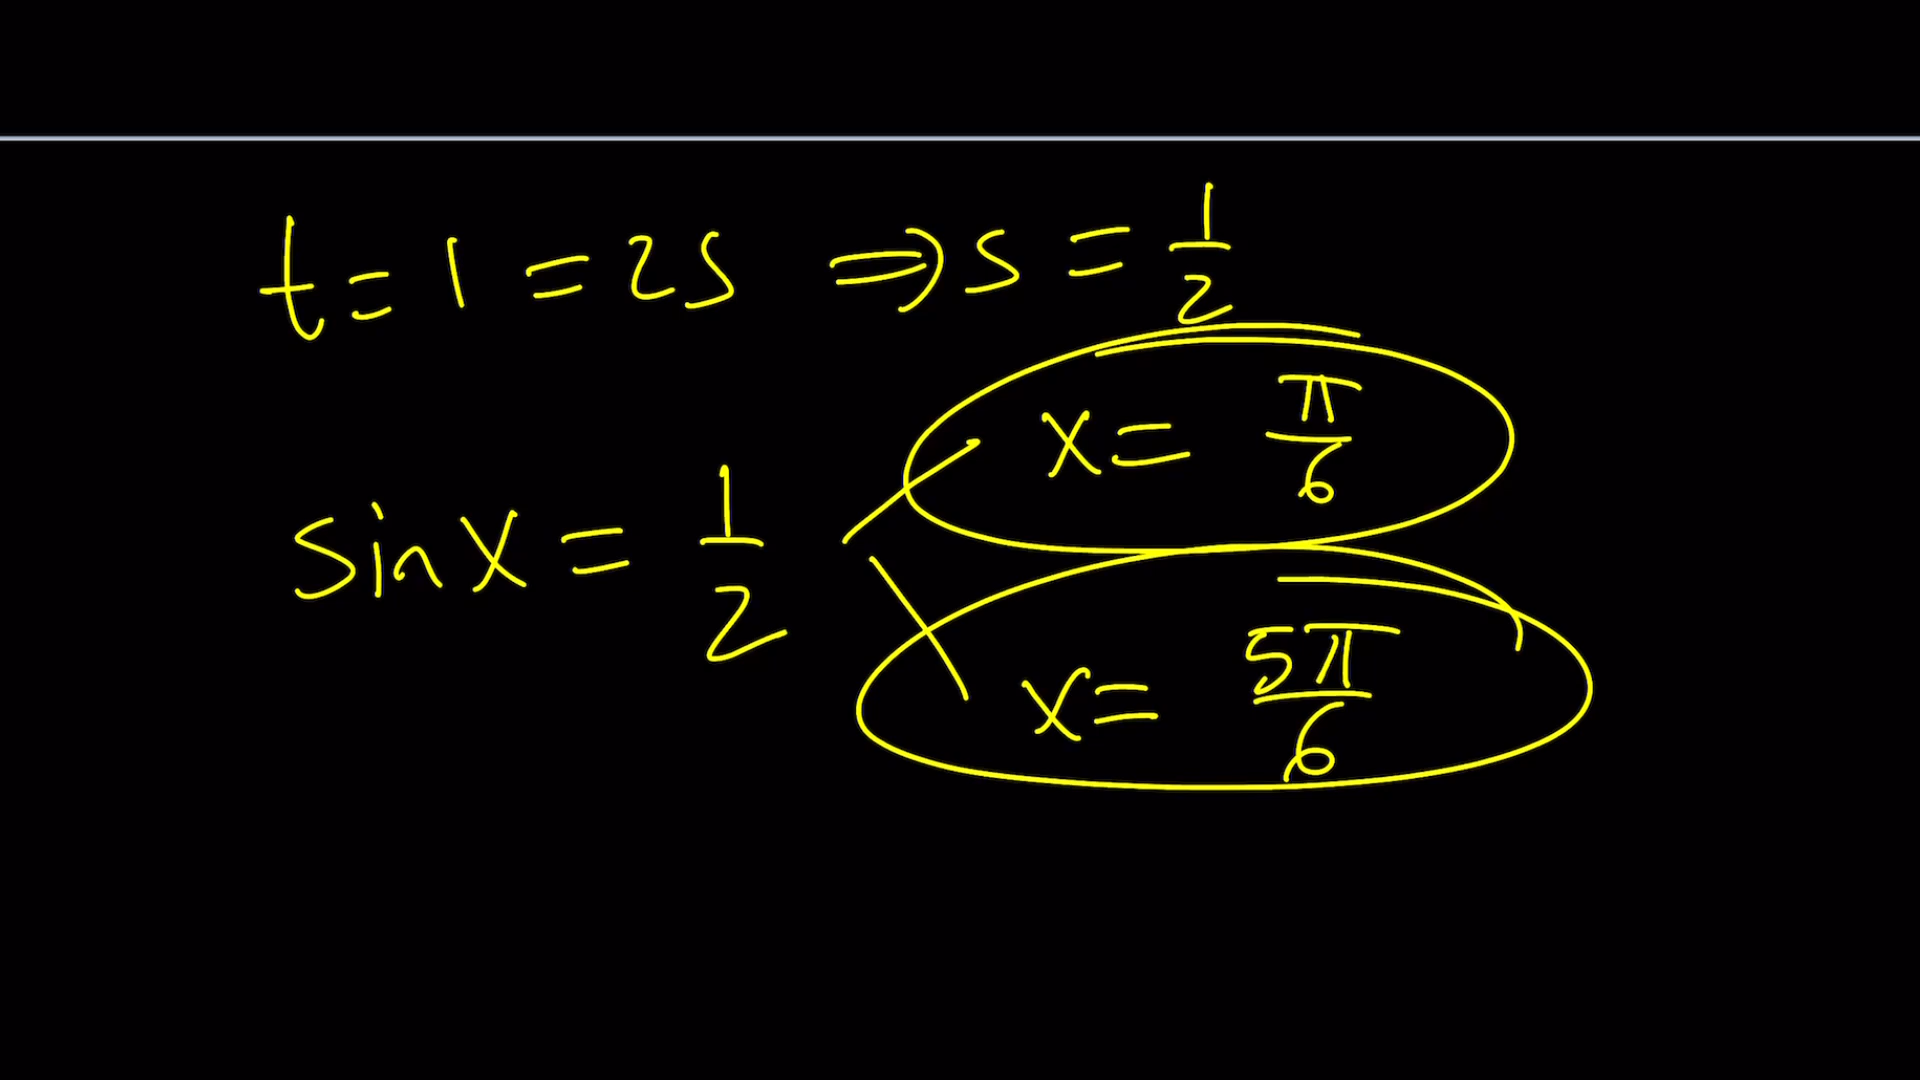 t = 1 = 2s ⇒ s = 1/2
x = π/6
sin x = 1/2
x = 5π/6